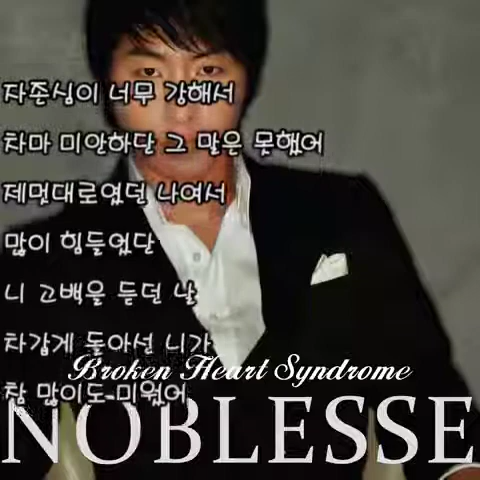 자존심이 너무 강해서
차마 미안하단 그 말은 못했어
제멋대로였던 나여서
많이 힘들었단
니 고백을 듣던 날
차갑게 돌아선 니가
Broken Heart Syndrome
참 많이도 미웠어
NOBLESSE